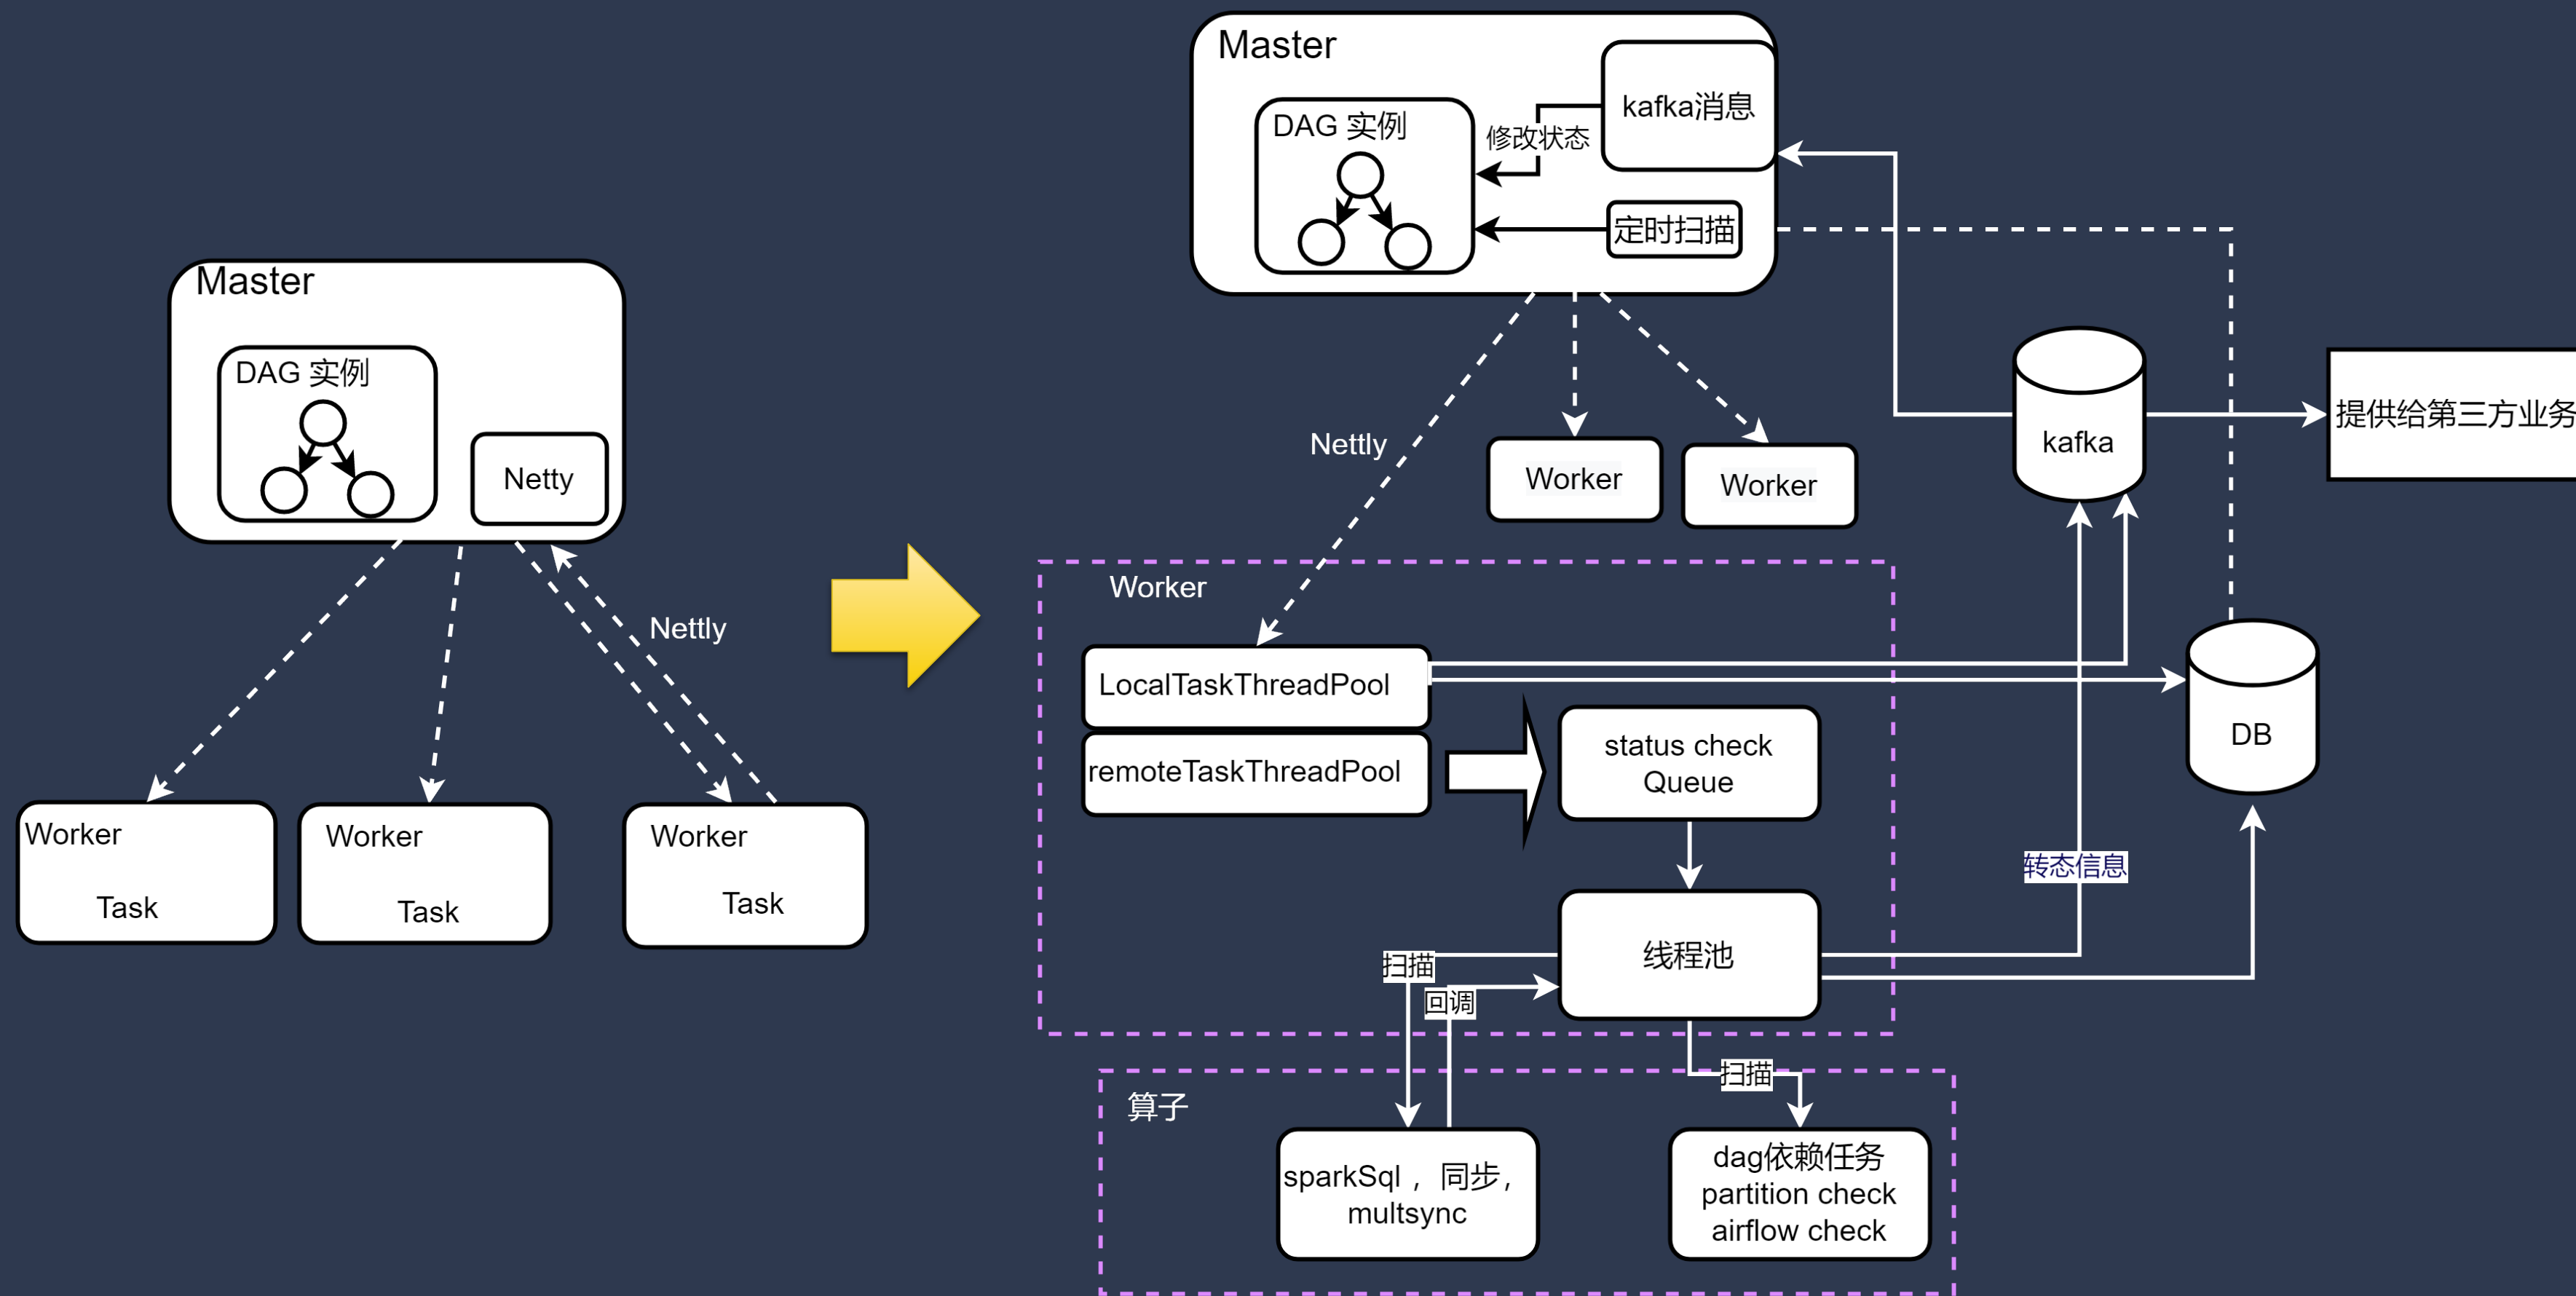 Master
DAG 实例
Netty
Nettly
Worker
Task
Worker
Task
Worker
Task
Master
DAG 实例
修改状态
kafka消息
定时扫描
Nettly
Worker
Worker
kafka
提供给第三方业务
Worker
LocalTaskThreadPool
remoteTaskThreadPool
status check
Queue
DB
转态信息
线程池
扫描
回调
扫描
算子
sparkSql ，同步，
multsync
dag依赖任务
partition check
airflow check